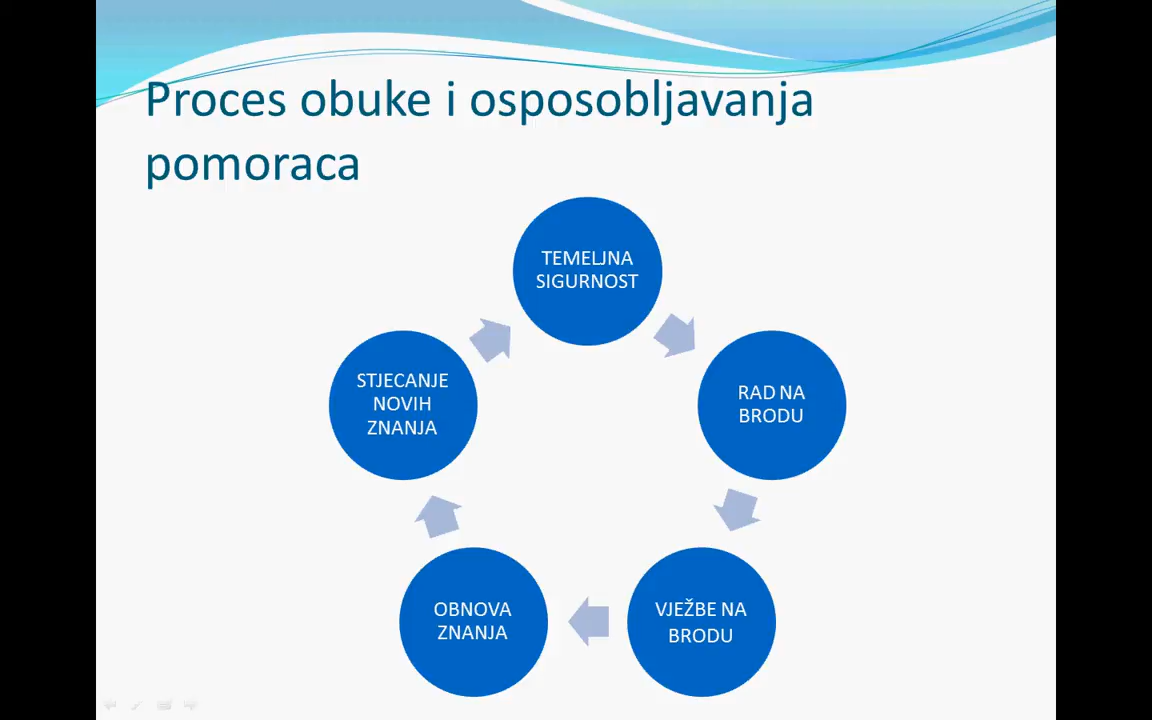 Proces obuke i osposobljavanja
pomoraca
TEMELJNA
SIGURNOST
RAD NA
BRODU
VJEŽBE NA
BRODU
OBNOVA
ZNANJA
STJECANJE
NOVIH
ZNANJA